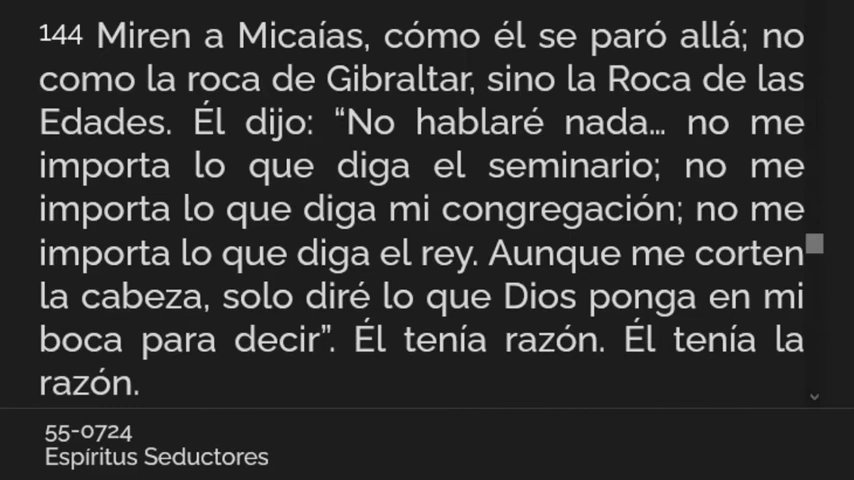 144 Miren a Micaías, cómo él se paró allá; no
como la roca de Gibraltar, sino la Roca de las
Edades. Él dijo: “No hablaré nada… no me
importa lo que diga el seminario; no me
importa lo que diga mi congregación; no me
importa lo que diga el rey. Aunque me corten
la cabeza, solo diré lo que Dios ponga en mi
boca para decir”. Él tenía razón. Él tenía la
razón.
55-0724
Espíritus Seductores